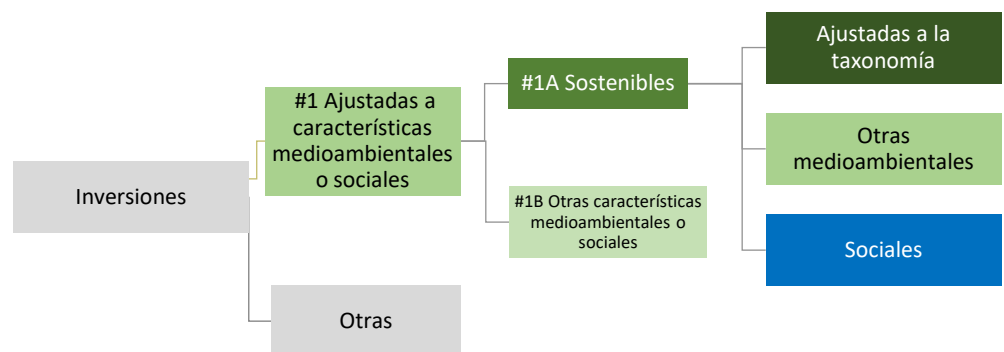 Inversiones
#1 Ajustadas a
características
medioambientales
o sociales
Otras
#1A Sostenibles
#1B Otras características
medioambientales o
sociales
Ajustadas a la
taxonomía
Otras
medioambientales
Sociales